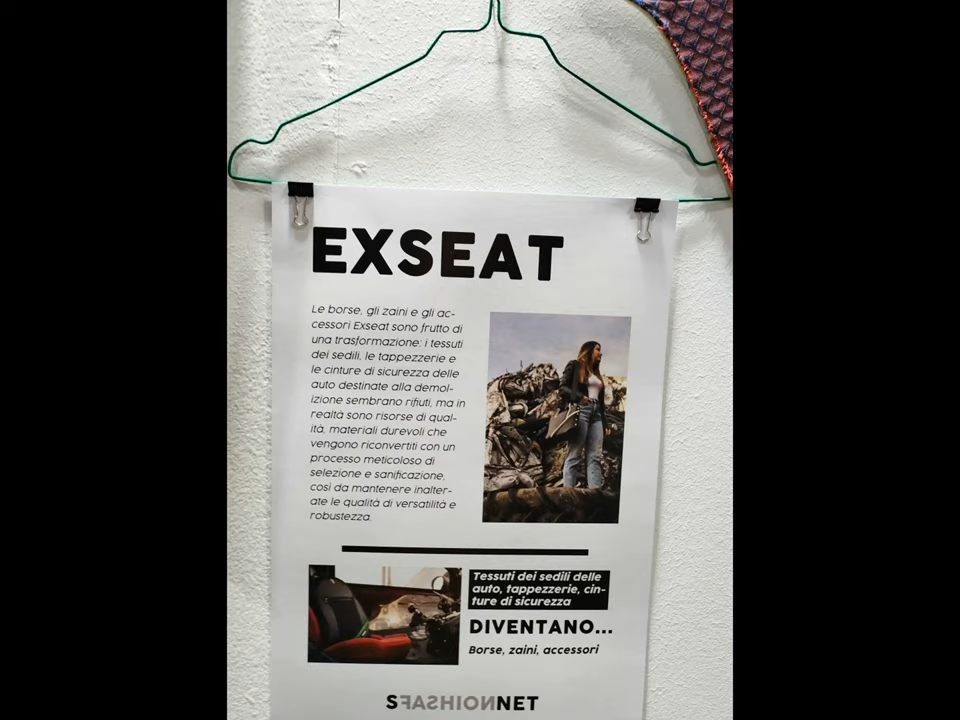 EXSEAT
Le borse, gli zaini e gli ac-
cessori Exseat sono frutto di
una trasformazione: i tessuti
dei sedili, le tappezzerie e
le cinture di sicurezza delle
auto destinate alla demol-
izione sembrano rifiuti, ma in
realtà sono risorse di qual-
ità, materiali durevoli che
vengono riconvertiti con un
processo meticoloso di
selezione e sanificazione,
così da mantenere inalter-
ate le qualità di versatilità e
robustezza.
Tessuti dei sedili delle
auto, tappezzerie, cin-
ture di sicurezza
DIVENTANO...
Borse, zaini, accessori
SFASHIONNET